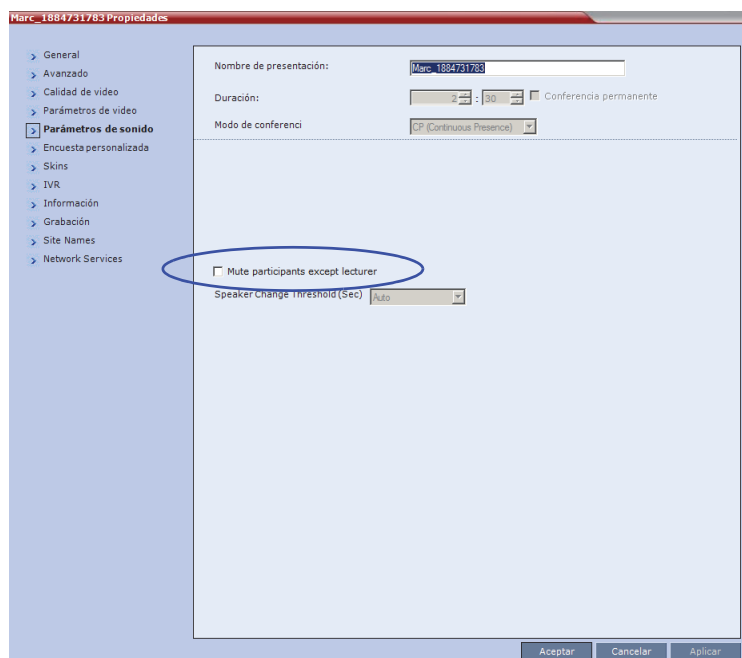 Marc_1884731783 Propiedades
General
Avanzado
Calidad de video
Parámetros de video
Parámetros de sonido
Encuesta personalizada
Skins
IVR
Información
Grabación
Site Names
Network Services
Nombre de presentación: Marc_1884731783
Duración: 2 : 30 Conferencia permanente
Modo de conferenci CP (Continuous Presence)
Mute participants except lecturer
Speaker Change Threshold (Sec) Auto
Aceptar Cancelar Aplicar